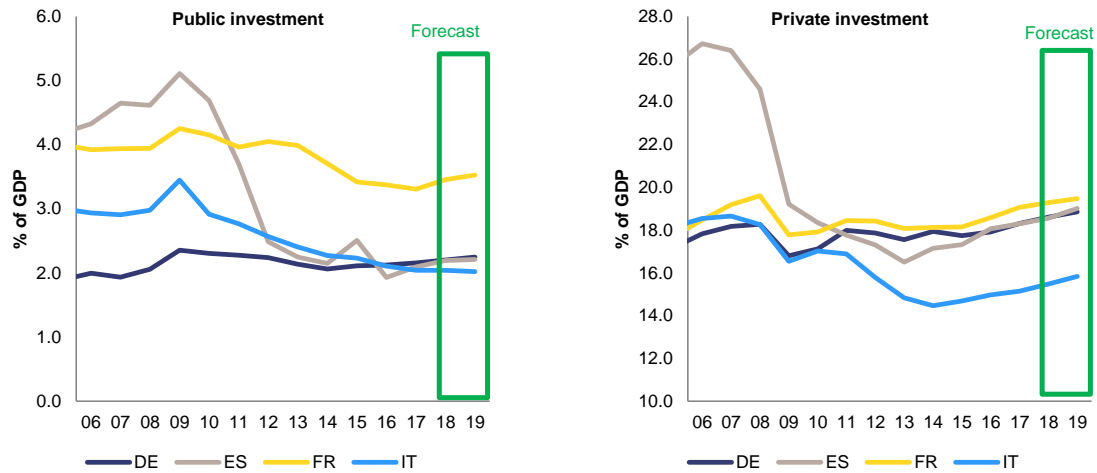 Public investment
Forecast
% of GDP
6.0
5.0
4.0
3.0
2.0
1.0
0.0
06 07 08 09 10 11 12 13 14 15 16 17 18 19
DE ES FR IT
Private investment
Forecast
% of GDP
28.0
26.0
24.0
22.0
20.0
18.0
16.0
14.0
12.0
10.0
06 07 08 09 10 11 12 13 14 15 16 17 18 19
DE ES FR IT